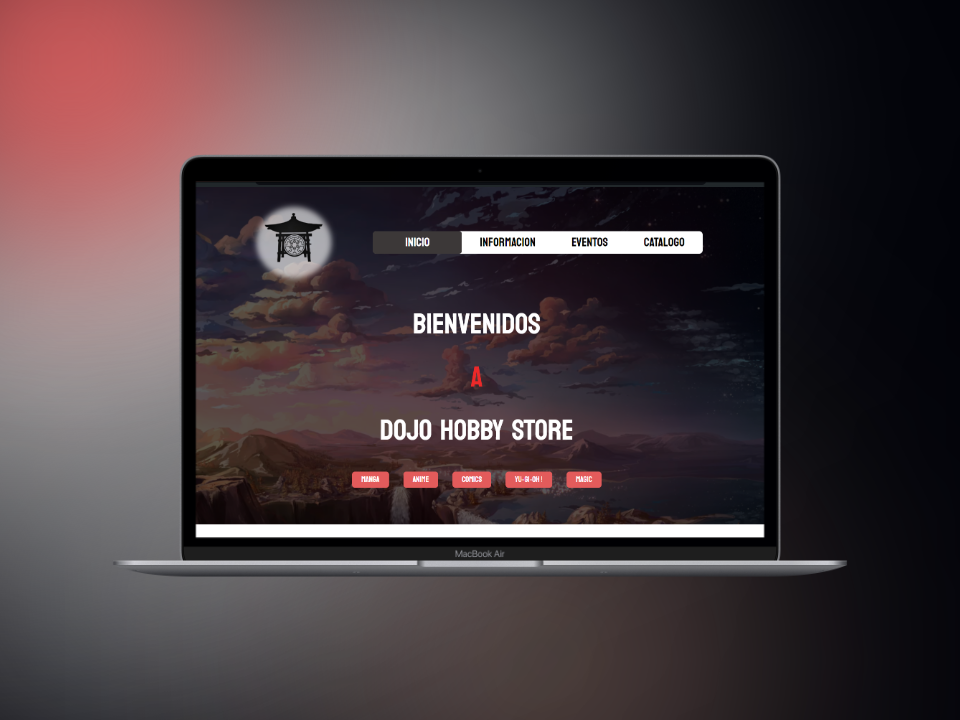 INICIO INFORMACION EVENTOS CATALOGO
BIENVENIDOS
A
DOJO HOBBY STORE
MANGA ANIME COMICS YU-GI-OH! MAGIC
MacBook Air